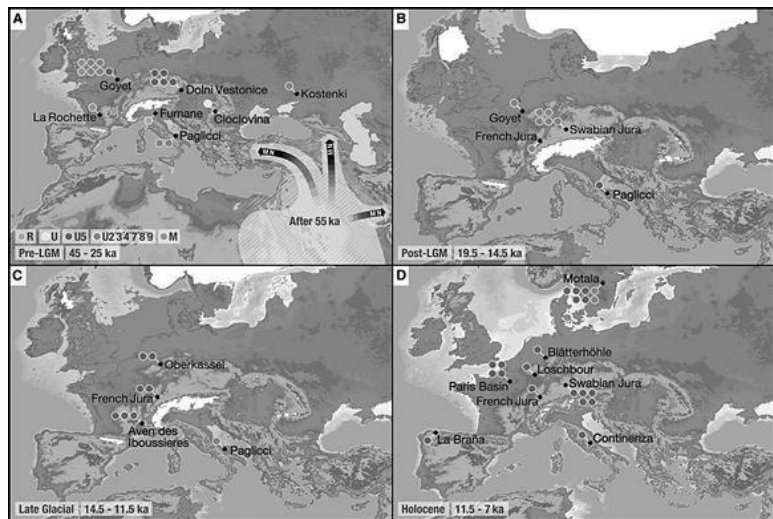 A
Goyet
Dolni Vestonice
Kostenki
La Rochette
Fumane
Cioclovina
Paglicci
MN
MN
MN
After 55 ka
R U U5 U2'3'4'7'8'9 M
Pre-LGM 45 - 25 ka
B
Goyet
French Jura
Swabian Jura
Paglicci
Post-LGM 19.5 - 14.5 ka
C
Oberkassel
French Jura
Aven des
Iboussieres
Paglicci
Late Glacial 14.5 - 11.5 ka
D
Motala
Blätterhöhle
Loschbour
Paris Basin
Swabian Jura
French Jura
La Braña
Continenza
Holocene 11.5 - 7 ka